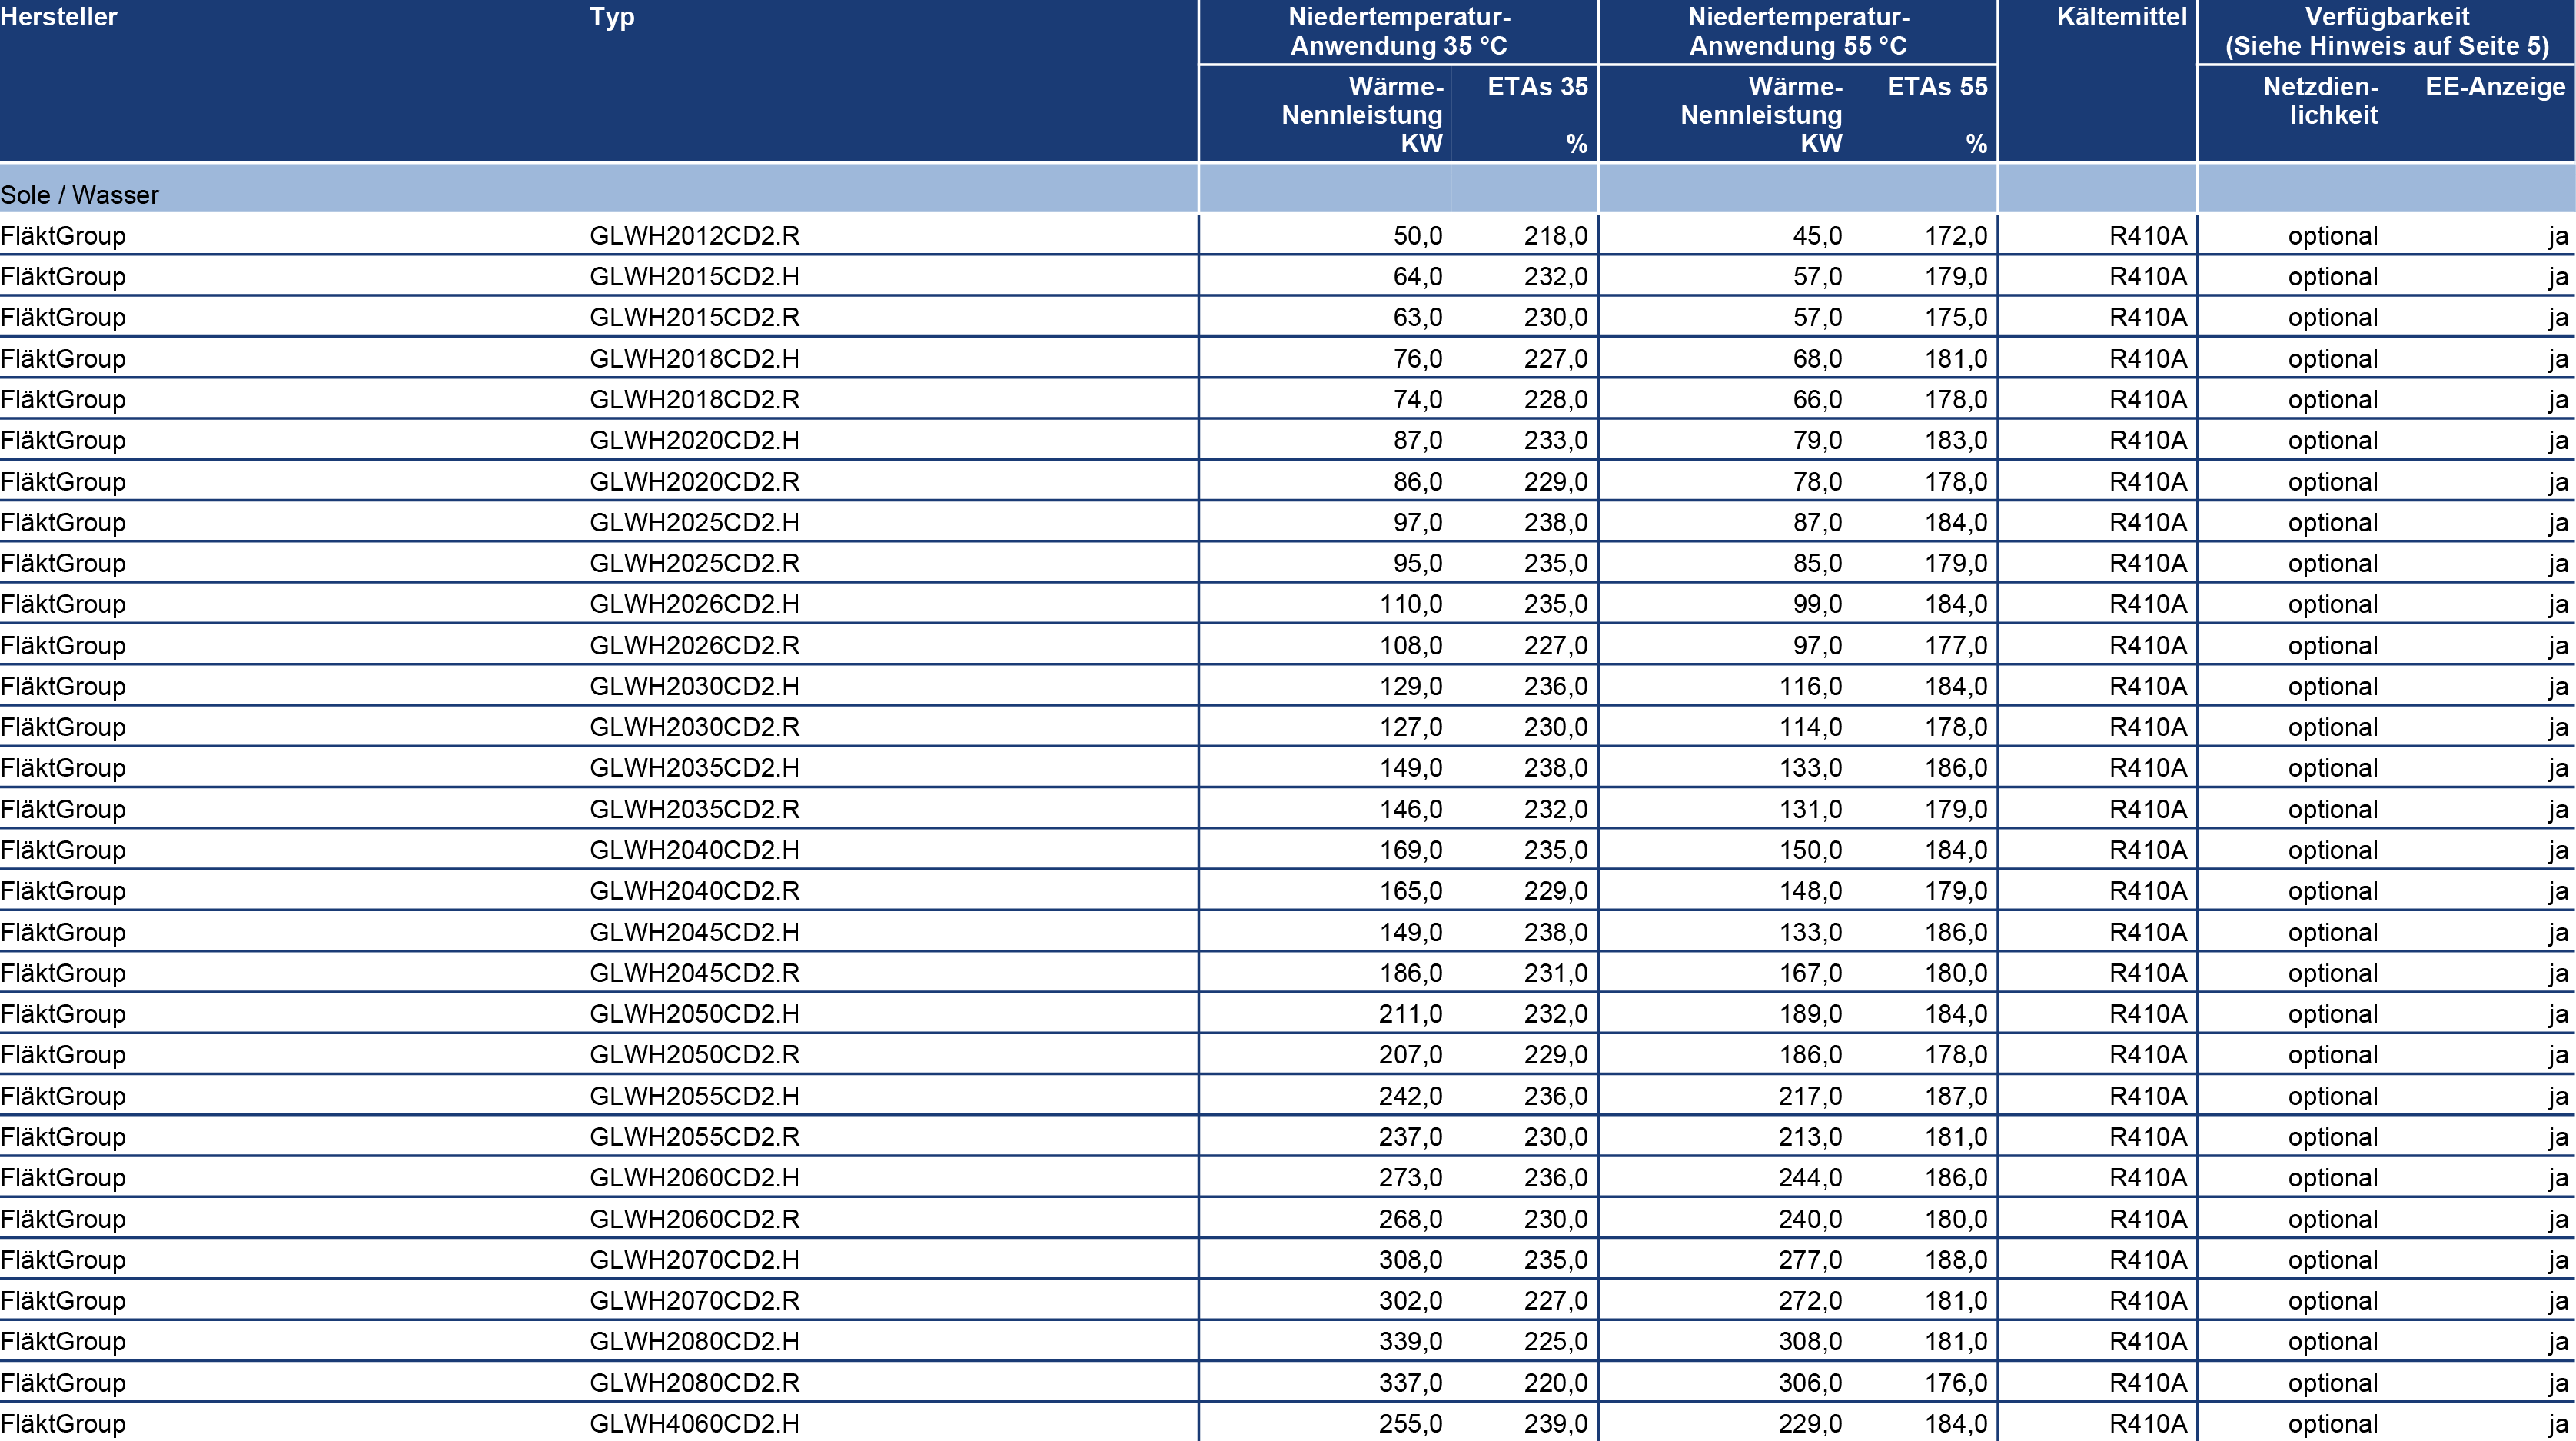 Hersteller Typ Niedertemperatur- Niedertemperatur- Kältemittel Verfügbarkeit
Anwendung 35 °C Anwendung 55 °C (Siehe Hinweis auf Seite 5)
Wärme- ETAs 35 Wärme- ETAs 55 Netzdien- EE-Anzeige
Nennleistung Nennleistung lichkeit
KW % KW %
Sole / Wasser
FläktGroup GLWH2012CD2.R 50,0 218,0 45,0 172,0 R410A optional ja
FläktGroup GLWH2015CD2.H 64,0 232,0 57,0 179,0 R410A optional ja
FläktGroup GLWH2015CD2.R 63,0 230,0 57,0 175,0 R410A optional ja
FläktGroup GLWH2018CD2.H 76,0 227,0 68,0 181,0 R410A optional ja
FläktGroup GLWH2018CD2.R 74,0 228,0 66,0 178,0 R410A optional ja
FläktGroup GLWH2020CD2.H 87,0 233,0 79,0 183,0 R410A optional ja
FläktGroup GLWH2020CD2.R 86,0 229,0 78,0 178,0 R410A optional ja
FläktGroup GLWH2025CD2.H 97,0 238,0 87,0 184,0 R410A optional ja
FläktGroup GLWH2025CD2.R 95,0 235,0 85,0 179,0 R410A optional ja
FläktGroup GLWH2026CD2.H 110,0 235,0 99,0 184,0 R410A optional ja
FläktGroup GLWH2026CD2.R 108,0 227,0 97,0 177,0 R410A optional ja
FläktGroup GLWH2030CD2.H 129,0 236,0 116,0 184,0 R410A optional ja
FläktGroup GLWH2030CD2.R 127,0 230,0 114,0 178,0 R410A optional ja
FläktGroup GLWH2035CD2.H 149,0 238,0 133,0 186,0 R410A optional ja
FläktGroup GLWH2035CD2.R 146,0 232,0 131,0 179,0 R410A optional ja
FläktGroup GLWH2040CD2.H 169,0 235,0 150,0 184,0 R410A optional ja
FläktGroup GLWH2040CD2.R 165,0 229,0 148,0 179,0 R410A optional ja
FläktGroup GLWH2045CD2.H 149,0 238,0 133,0 186,0 R410A optional ja
FläktGroup GLWH2045CD2.R 186,0 231,0 167,0 180,0 R410A optional ja
FläktGroup GLWH2050CD2.H 211,0 232,0 189,0 184,0 R410A optional ja
FläktGroup GLWH2050CD2.R 207,0 229,0 186,0 178,0 R410A optional ja
FläktGroup GLWH2055CD2.H 242,0 236,0 217,0 187,0 R410A optional ja
FläktGroup GLWH2055CD2.R 237,0 230,0 213,0 181,0 R410A optional ja
FläktGroup GLWH2060CD2.H 273,0 236,0 244,0 186,0 R410A optional ja
FläktGroup GLWH2060CD2.R 268,0 230,0 240,0 180,0 R410A optional ja
FläktGroup GLWH2070CD2.H 308,0 235,0 277,0 188,0 R410A optional ja
FläktGroup GLWH2070CD2.R 302,0 227,0 272,0 181,0 R410A optional ja
FläktGroup GLWH2080CD2.H 339,0 225,0 308,0 181,0 R410A optional ja
FläktGroup GLWH2080CD2.R 337,0 220,0 306,0 176,0 R410A optional ja
FläktGroup GLWH4060CD2.H 255,0 239,0 229,0 184,0 R410A optional ja